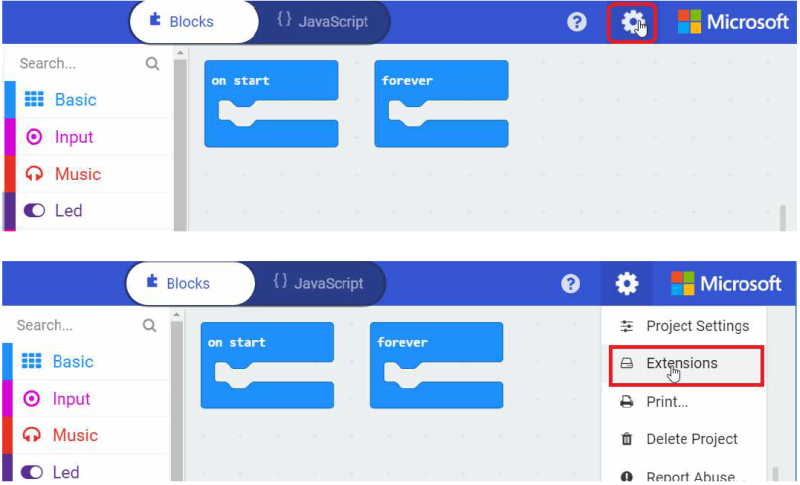 Blocks
{} JavaScript
?
Microsoft
Search...
on start
forever
Basic
Input
Music
Led
Blocks
{} JavaScript
?
Microsoft
Search...
on start
forever
Project Settings
Basic
Extensions
Input
Print...
Music
Delete Project
Led
Report Abuse...